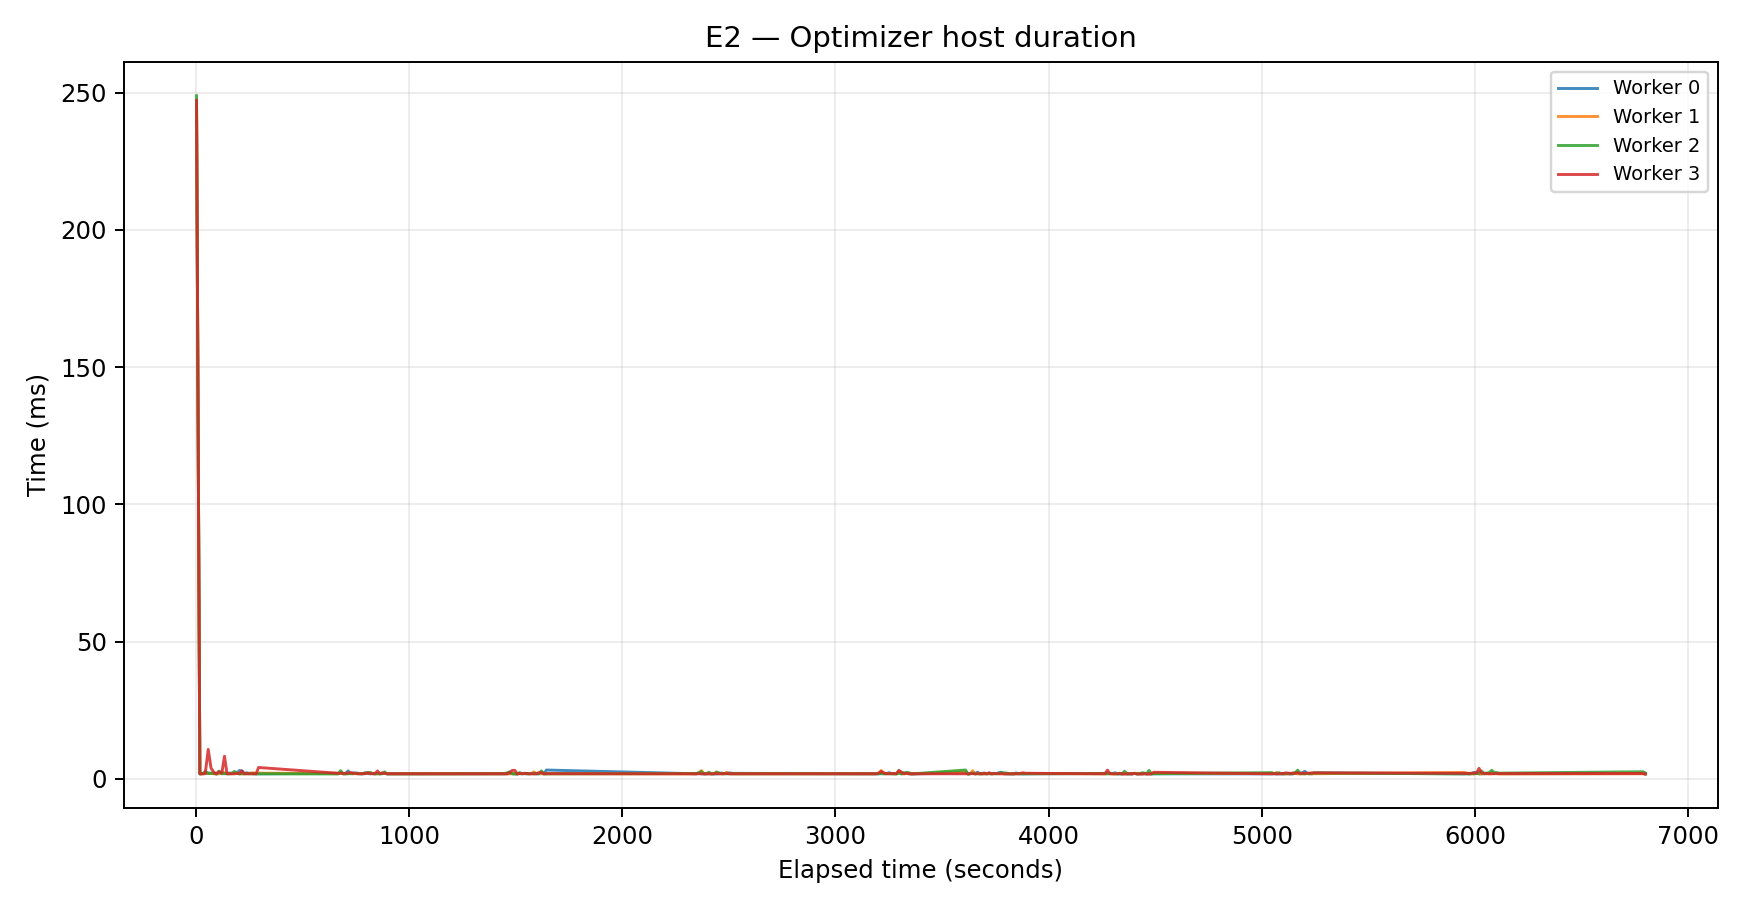 E2 — Optimizer host duration
250
200
150
100
50
0
Time (ms)
Worker 0
Worker 1
Worker 2
Worker 3
0 1000 2000 3000 4000 5000 6000 7000
Elapsed time (seconds)